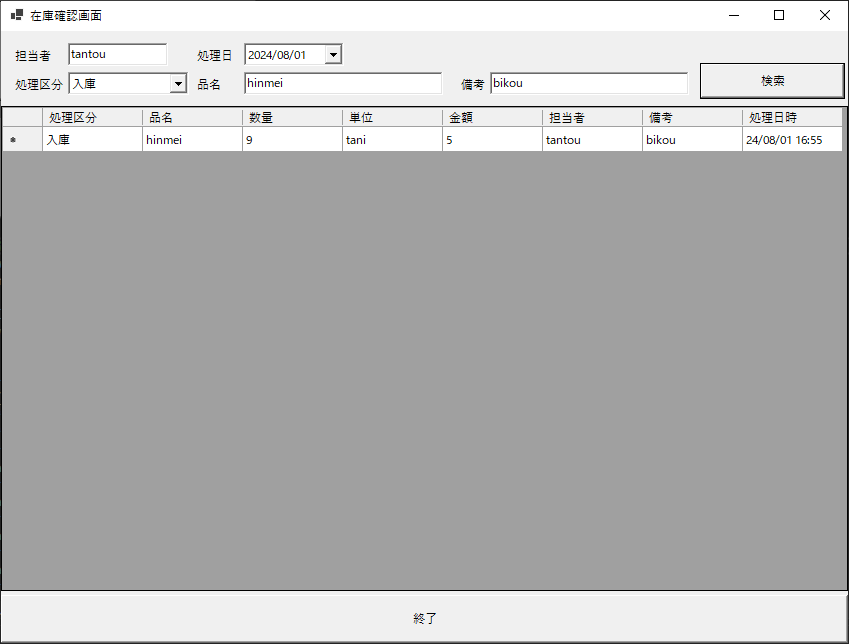 在庫確認画面
担当者 tantou 処理日 2024/08/01
処理区分 入庫 品名 hinmei 備考 bikou 検索
処理区分 品名 数量 単位 金額 担当者 備考 処理日時
* 入庫 hinmei 9 tani 5 tantou bikou 24/08/01 16:55
終了